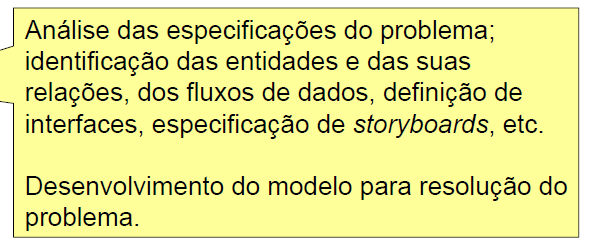 Análise das especificações do problema;
identificação das entidades e das suas
relações, dos fluxos de dados, definição de
interfaces, especificação de storyboards, etc.
Desenvolvimento do modelo para resolução do
problema.